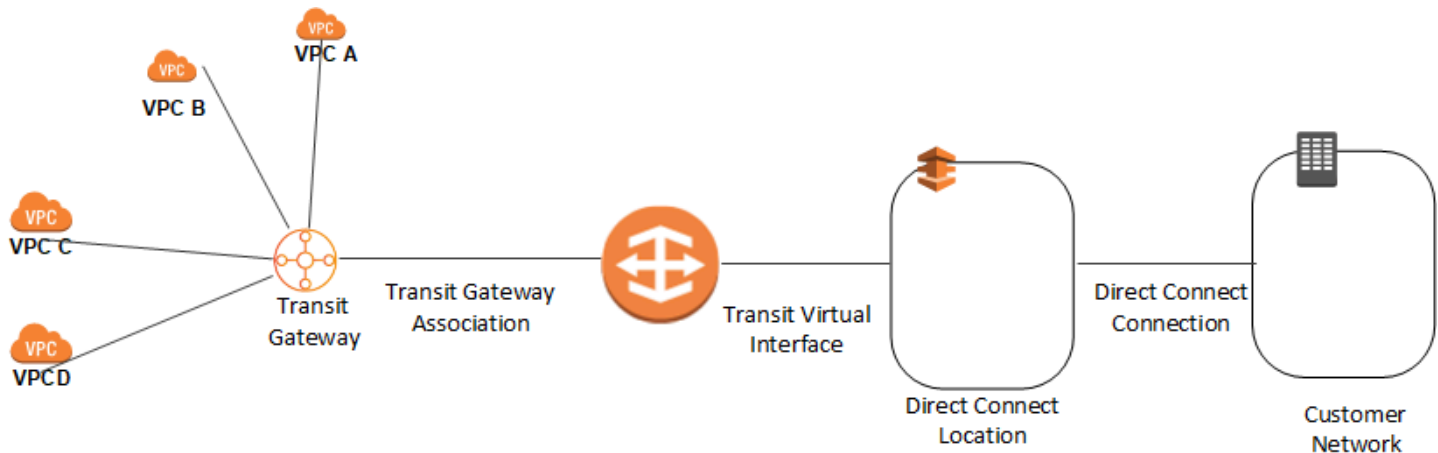 VPC
VPC A
VPC
VPC B
VPC
VPC C
VPC
VPCD
Transit
Gateway
Transit Gateway
Association
Transit Virtual
Interface
Direct Connect
Location
Direct Connect
Connection
Customer
Network